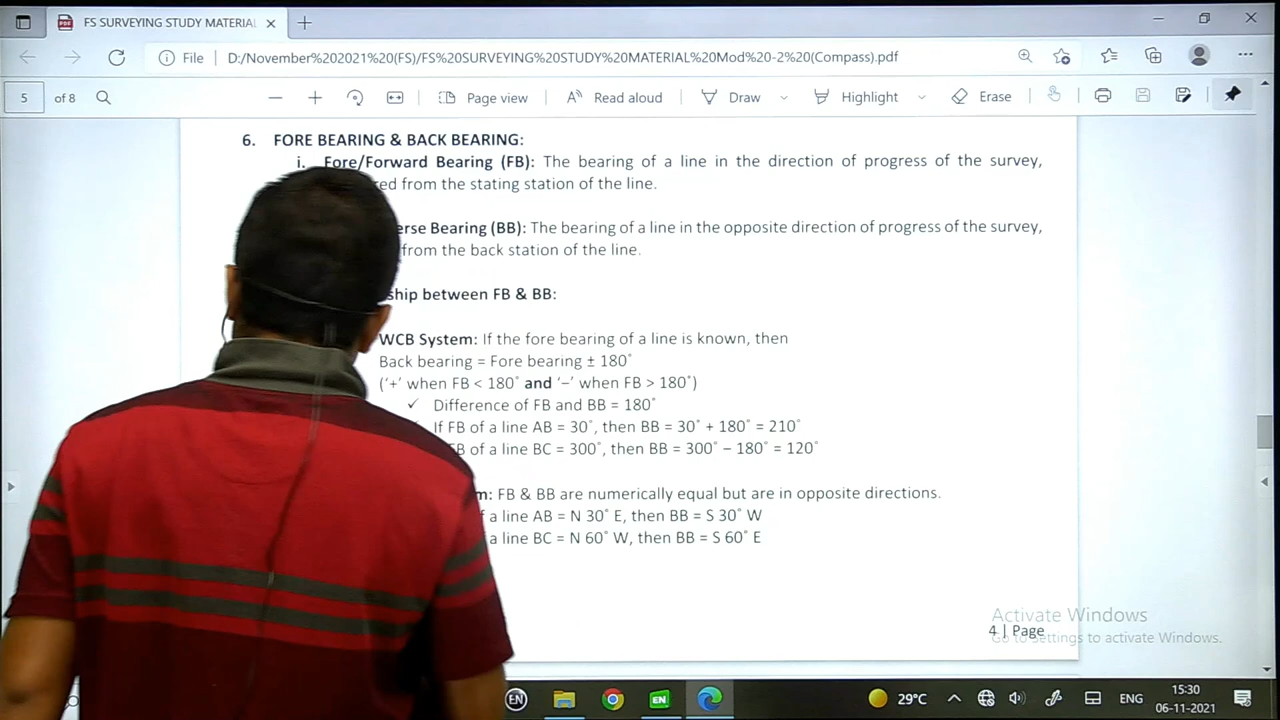 FS SURVEYING STUDY MATERIAL
File D:/November%202021%20(FS)/FS%20SURVEYING%20STUDY%20MATERIAL%20Mod%20-2%20(Compass).pdf
5 of 8 Page view Read aloud Draw Highlight Erase
6. FORE BEARING & BACK BEARING:
i. Fore/Forward Bearing (FB): The bearing of a line in the direction of progress of the survey,
from the stating station of the line.
Bearing (BB): The bearing of a line in the opposite direction of progress of the survey,
from the back station of the line.
between FB & BB:
WCB System: If the fore bearing of a line is known, then
Back bearing = Fore bearing ± 180˚
('+' when FB < 180˚ and '–' when FB > 180˚)
✓ Difference of FB and BB = 180˚
If FB of a line AB = 30˚, then BB = 30˚ + 180˚ = 210˚
FB of a line BC = 300˚, then BB = 300˚ – 180˚ = 120˚
FB & BB are numerically equal but are in opposite directions.
a line AB = N 30˚ E, then BB = S 30˚ W
a line BC = N 60˚ W, then BB = S 60˚ E
Activate Windows
4 | Page
Go to Settings to activate Windows.
EN EN 29°C ENG 15:30
06-11-2021